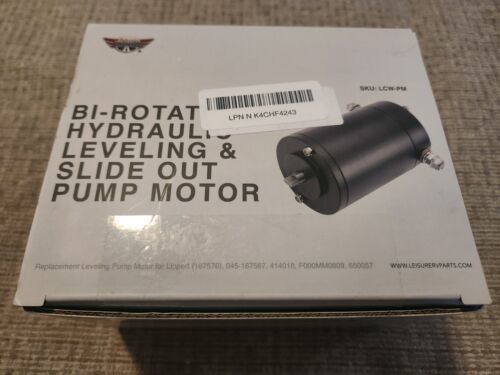 SKU: LCW-PM
LPN N K4CHF4243
BI-ROTAT
HYDRAULIC
LEVELING &
SLIDE OUT
PUMP MOTOR
Replacement Leveling Pump Motor for Lippert (167576), 045-167567, 414018, F000MM0809, 650057
WWW.LEISURERVPARTS.COM